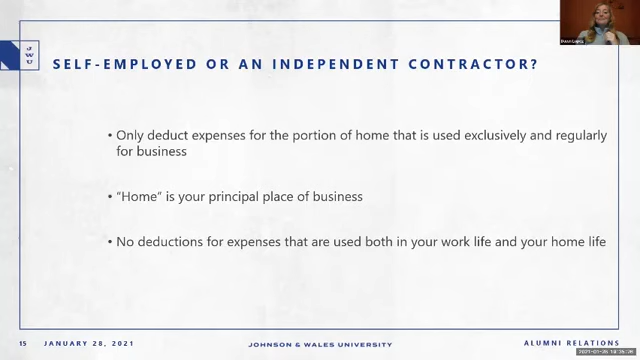 J
W
U
SELF-EMPLOYED OR AN INDEPENDENT CONTRACTOR?
• Only deduct expenses for the portion of home that is used exclusively and regularly
for business
• “Home” is your principal place of business
• No deductions for expenses that are used both in your work life and your home life
15 JANUARY 28, 2021
JOHNSON & WALES UNIVERSITY
ALUMNI RELATIONS